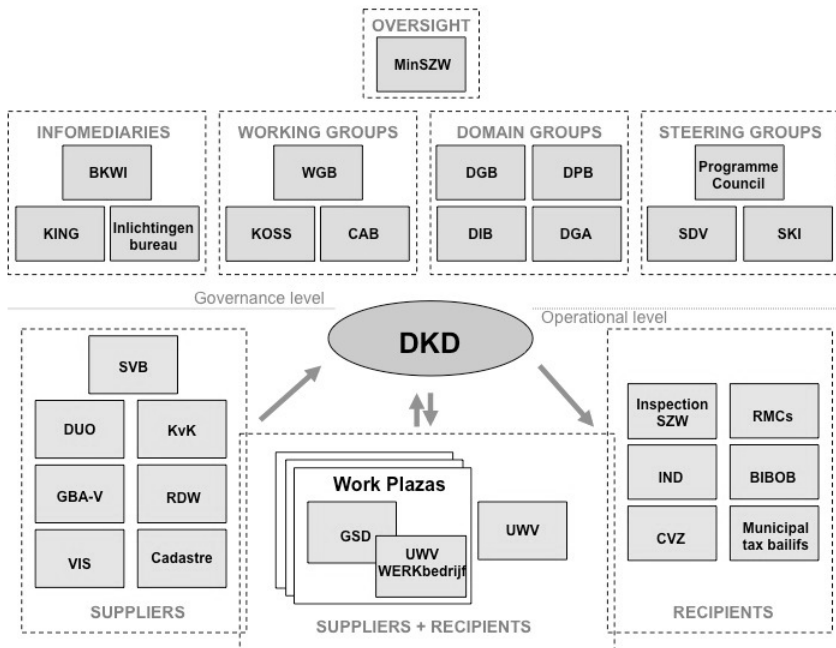 OVERSIGHT
MinSZW
INFOMEDIARIES
BKWI
KING
Inlichtingen
bureau
WORKING GROUPS
WGB
KOSS
CAB
DOMAIN GROUPS
DGB
DPB
DIB
DGA
STEERING GROUPS
Programme
Council
SDV
SKI
Governance level
Operational level
DKD
SVB
DUO
KvK
GBA-V
RDW
VIS
Cadastre
SUPPLIERS
Work Plazas
GSD
UWV
WERKbedrijf
UWV
SUPPLIERS + RECIPIENTS
Inspection
SZW
RMCs
IND
BIBOB
CVZ
Municipal
tax bailifs
RECIPIENTS